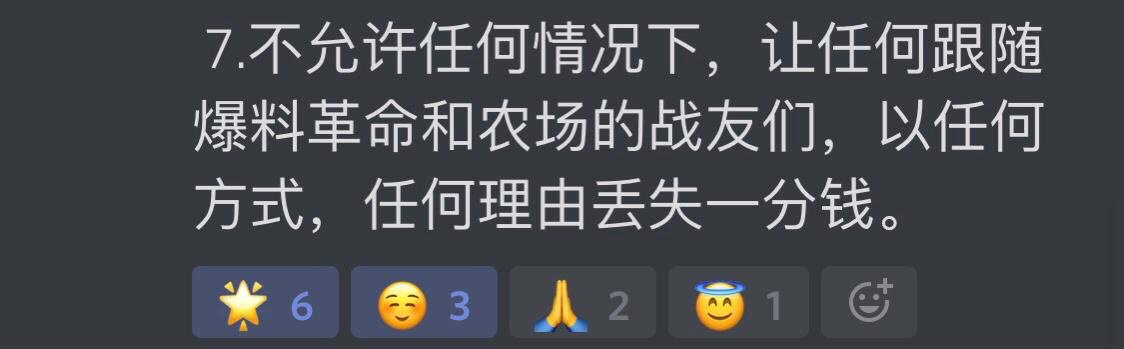 7.不允许任何情况下，让任何跟随
爆料革命和农场的战友们，以任何
方式，任何理由丢失一分钱。
6 3 2 1